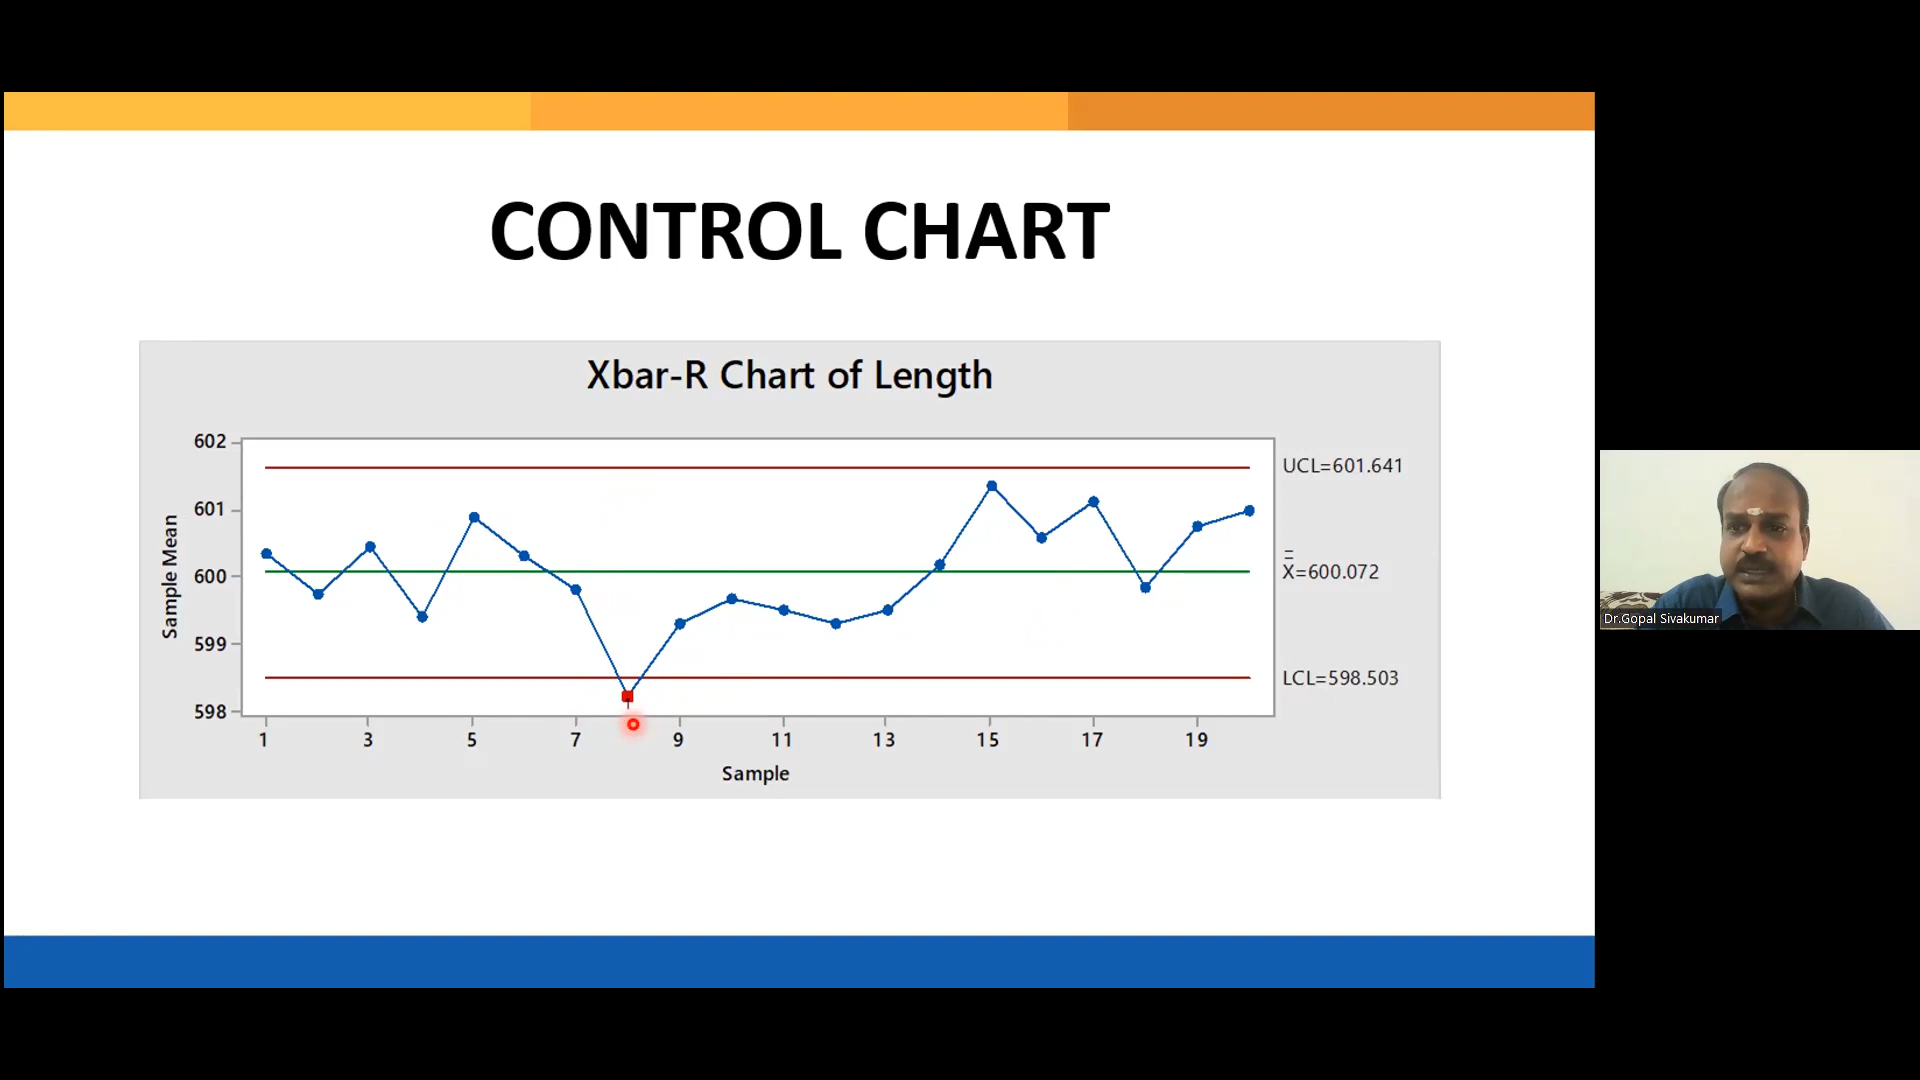 CONTROL CHART
Xbar-R Chart of Length
602
601
600
599
598
Sample Mean
UCL=601.641
X̿=600.072
LCL=598.503
1 3 5 7 9 11 13 15 17 19
Sample
Dr.Gopal Sivakumar